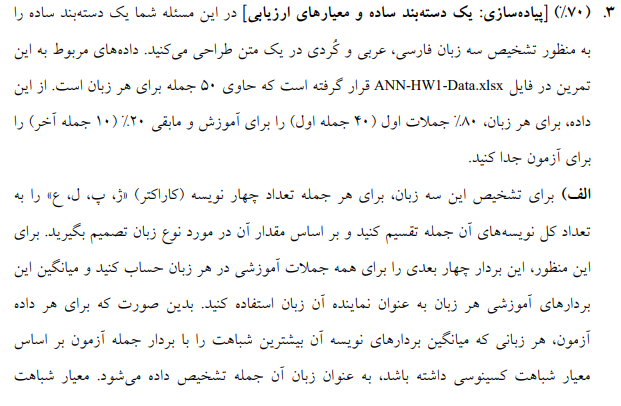 ۳. (۷۰٪) [پیاده‌سازی: یک دسته‌بند ساده و معیارهای ارزیابی] در این مسئله شما یک دسته‌بند ساده را
به منظور تشخیص سه زبان فارسی، عربی و کُردی در یک متن طراحی می‌کنید. داده‌های مربوط به این
تمرین در فایل ANN-HW1-Data.xlsx قرار گرفته است که حاوی ۵۰ جمله برای هر زبان است. از این
داده، برای هر زبان، ۸۰٪ جملات اول (۴۰ جمله اول) را برای آموزش و مابقی ۲۰٪ (۱۰ جمله آخر) را
برای آزمون جدا کنید.
الف) برای تشخیص این سه زبان، برای هر جمله تعداد چهار نویسه (کاراکتر) «ژ، پ، ل، ع» را به
تعداد کل نویسه‌های آن جمله تقسیم کنید و بر اساس مقدار آن در مورد نوع زبان تصمیم بگیرید. برای
این منظور، این بردار چهار بعدی را برای همه جملات آموزشی در هر زبان حساب کنید و میانگین این
بردارهای آموزشی هر زبان به عنوان نماینده آن زبان استفاده کنید. بدین صورت که برای هر داده
آزمون، هر زبانی که میانگین بردارهای نویسه آن بیشترین شباهت را با بردار جمله آزمون بر اساس
معیار شباهت کسینوسی داشته باشد، به عنوان زبان آن جمله تشخیص داده می‌شود. معیار شباهت